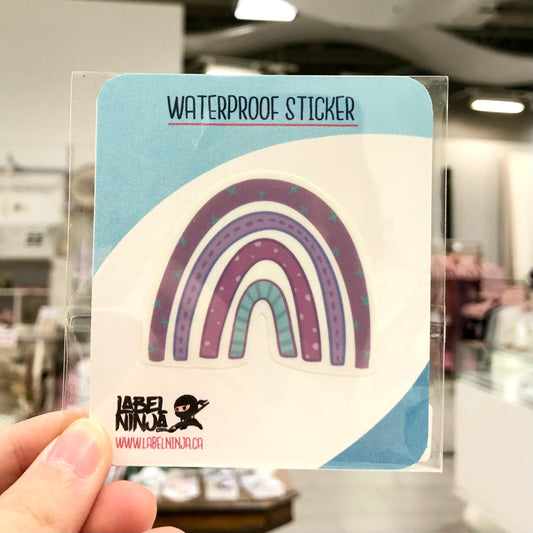 WATERPROOF STICKER
LABEL
NINJA
WWW.LABELNINJA.CA